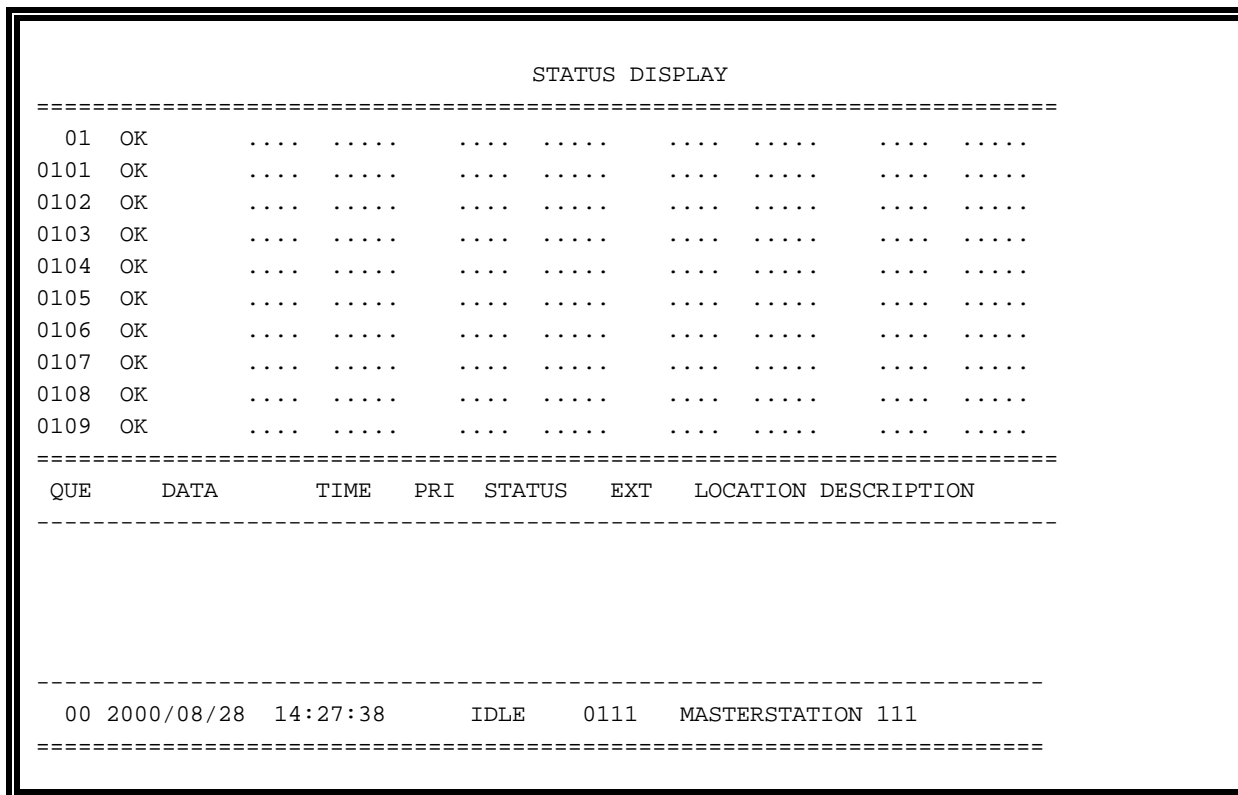 STATUS DISPLAY
=========================================================================
01 OK .... ..... .... ..... .... ..... .... .....
0101 OK .... ..... .... ..... .... ..... .... .....
0102 OK .... ..... .... ..... .... ..... .... .....
0103 OK .... ..... .... ..... .... ..... .... .....
0104 OK .... ..... .... ..... .... ..... .... .....
0105 OK .... ..... .... ..... .... ..... .... .....
0106 OK .... ..... .... ..... .... ..... .... .....
0107 OK .... ..... .... ..... .... ..... .... .....
0108 OK .... ..... .... ..... .... ..... .... .....
0109 OK .... ..... .... ..... .... ..... .... .....
=========================================================================
QUE DATA TIME PRI STATUS EXT LOCATION DESCRIPTION
-------------------------------------------------------------------------
------------------------------------------------------------------------
00 2000/08/28 14:27:38 IDLE 0111 MASTERSTATION 111
========================================================================